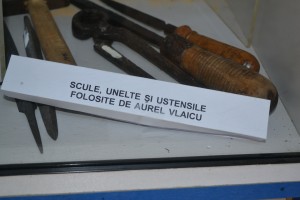 SCULE, UNELTE ȘI USTENSILE
FOLOSITE DE AUREL VLAICU